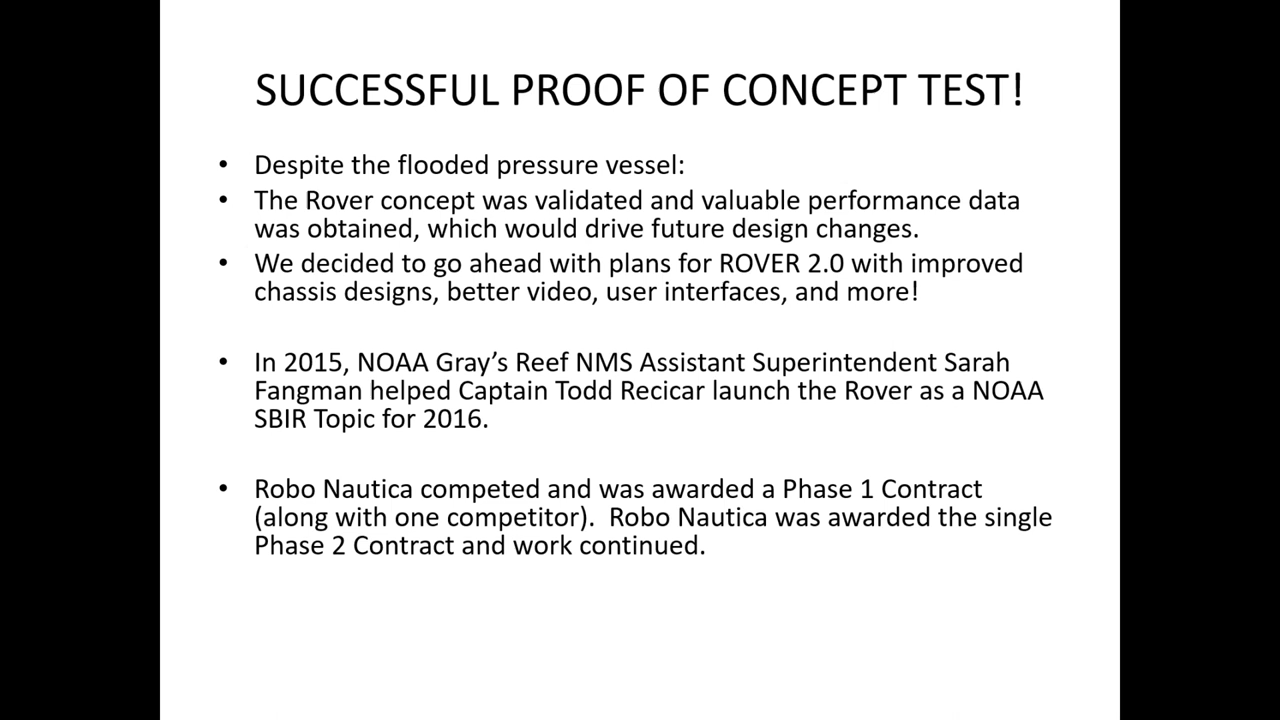 SUCCESSFUL PROOF OF CONCEPT TEST!
• Despite the flooded pressure vessel:
• The Rover concept was validated and valuable performance data
was obtained, which would drive future design changes.
• We decided to go ahead with plans for ROVER 2.0 with improved
chassis designs, better video, user interfaces, and more!
• In 2015, NOAA Gray’s Reef NMS Assistant Superintendent Sarah
Fangman helped Captain Todd Recicar launch the Rover as a NOAA
SBIR Topic for 2016.
• Robo Nautica competed and was awarded a Phase 1 Contract
(along with one competitor).  Robo Nautica was awarded the single
Phase 2 Contract and work continued.